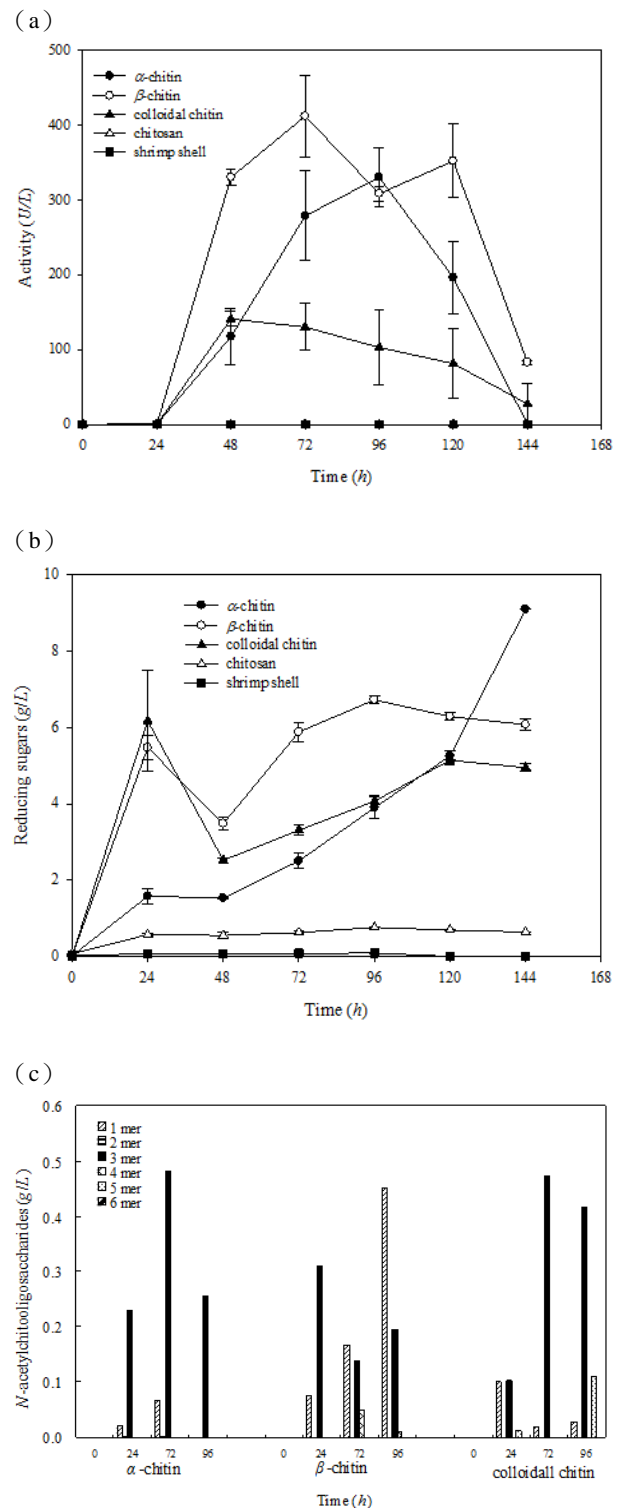 (a)
500
400
300
200
100
0
Activity (U/L)
α-chitin
β-chitin
colloidal chitin
chitosan
shrimp shell
0 24 48 72 96 120 144 168
Time (h)
(b)
10
8
6
4
2
0
Reducing sugars (g/L)
α-chitin
β-chitin
colloidal chitin
chitosan
shrimp shell
0 24 48 72 96 120 144 168
Time (h)
(c)
0.6
0.5
0.4
0.3
0.2
0.1
0.0
N-acetylchitooligosaccharides (g/L)
1 mer
2 mer
3 mer
4 mer
5 mer
6 mer
0 24 72 96 0 24 72 96 0 24 72 96
α-chitin β-chitin colloidall chitin
Time (h)